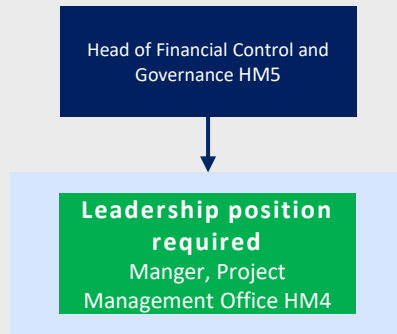 Head of Financial Control and
Governance HM5
Leadership position
required
Manger, Project
Management Office HM4